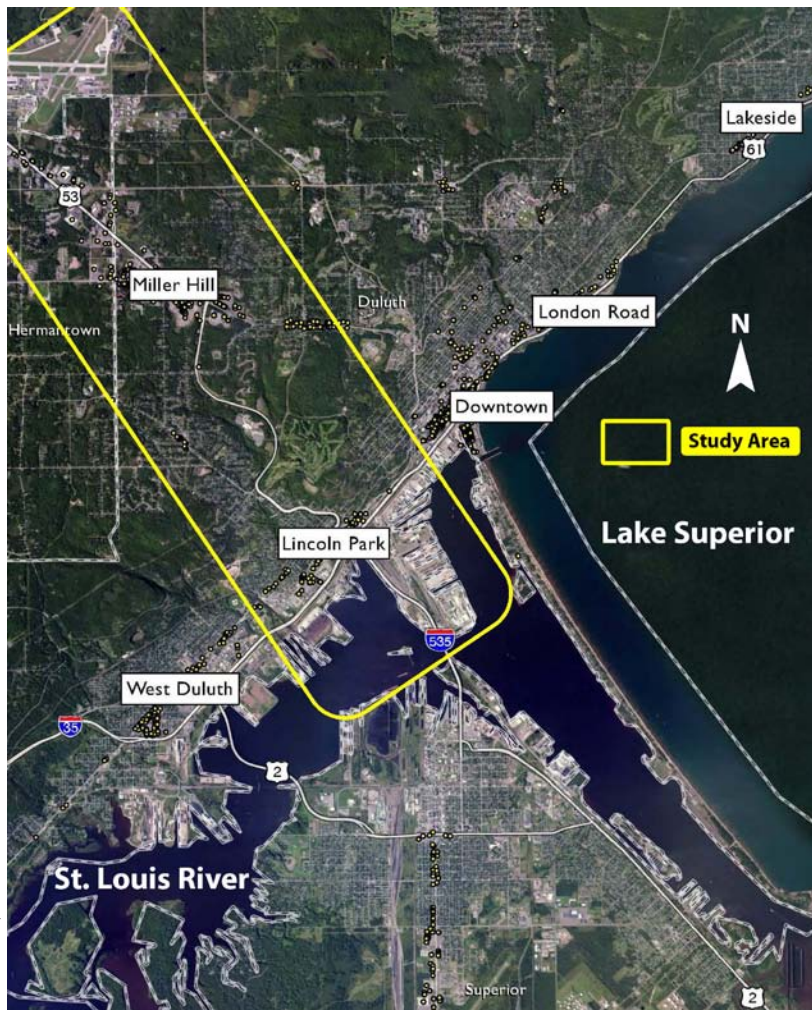 Lakeside
61
53
Miller Hill
Duluth
London Road
Hermantown
N
Downtown
Study Area
Lake Superior
Lincoln Park
535
West Duluth
35
2
St. Louis River
Superior
2